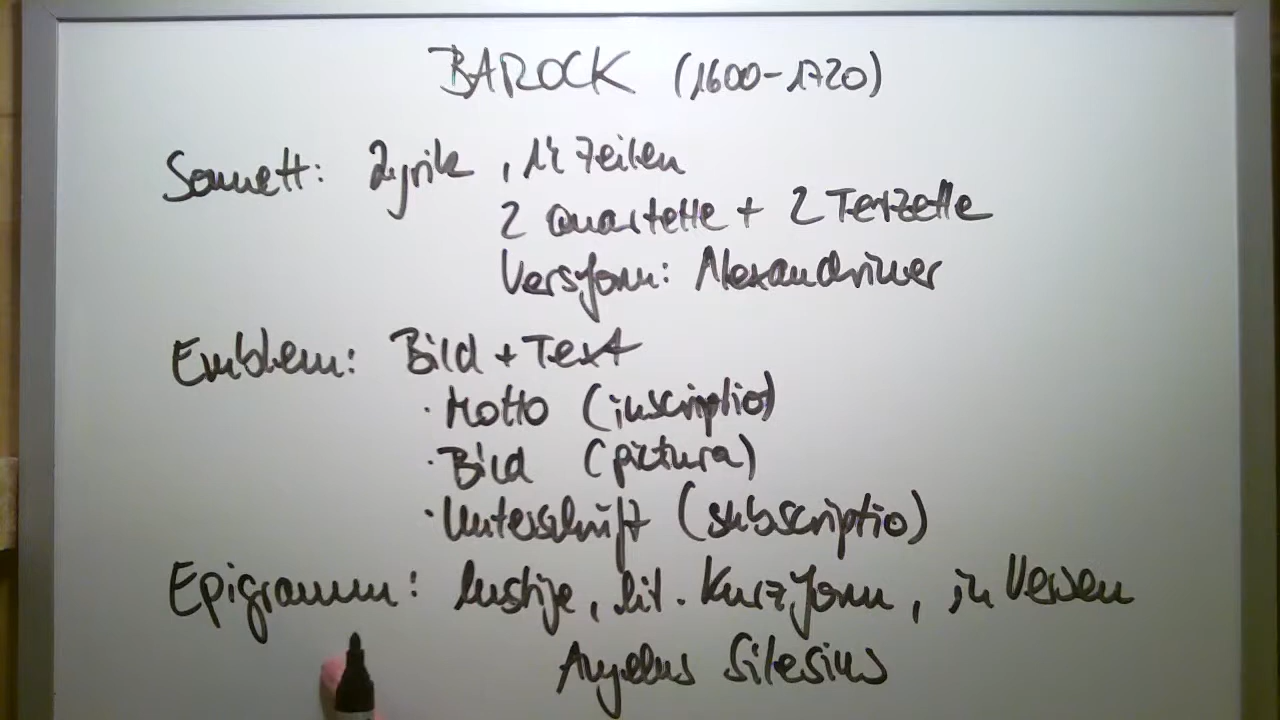 BAROCK (1600-1720)
Sonnett: Lyrik, 14 Zeilen
2 Quartette + 2 Terzette
Versform: Alexandriner
Emblem: Bild + Text
· Motto (inscriptio)
· Bild (pictura)
· Unterschrift (subscriptio)
Epigramm: lustige, lit. Kurzform, in Versen
Angelus Silesius